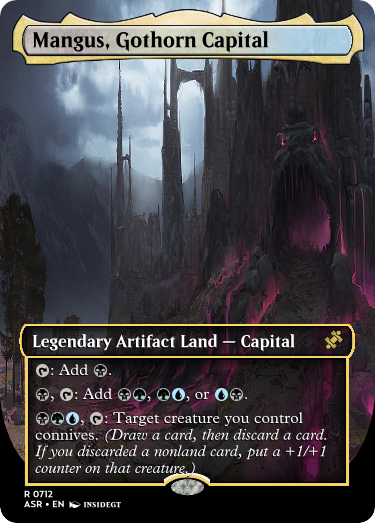 Mangus, Gothorn Capital
Legendary Artifact Land — Capital
: Add .
, : Add , , or .
, : Target creature you control
connives. (Draw a card, then discard a card.
If you discarded a nonland card, put a +1/+1
counter on that creature.)
R 0712
ASR • EN INSIDEGT